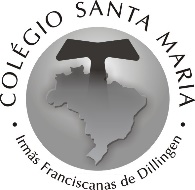 COLÉGIO SANTA MARIA
• Irmãs Franciscanas de Dillingen •